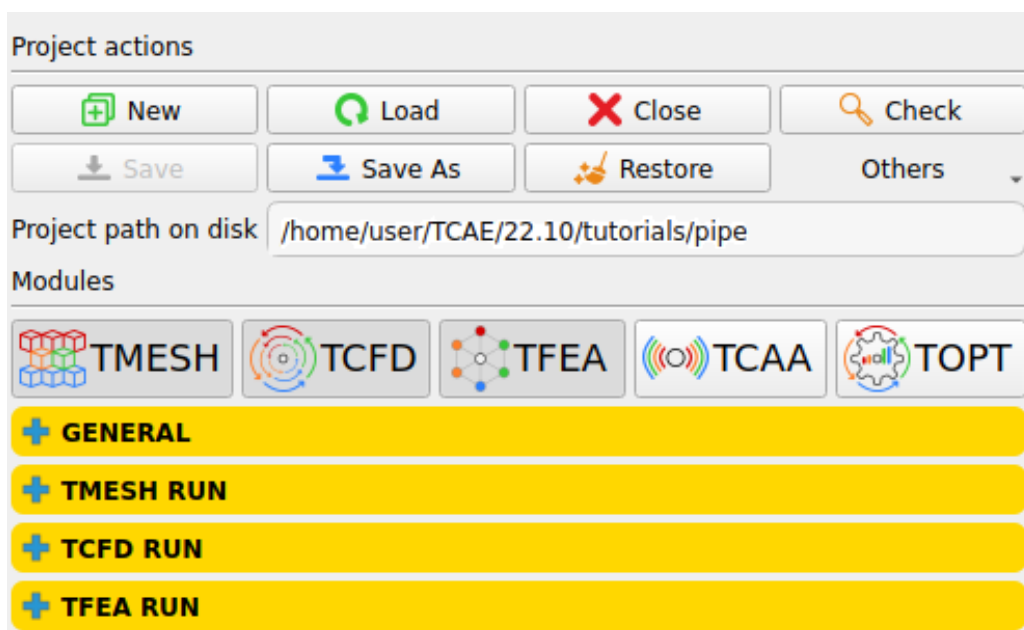 Project actions
New Load Close Check
Save Save As Restore Others
Project path on disk /home/user/TCAE/22.10/tutorials/pipe
Modules
TMESH TCFD TFEA TCAA TOPT
GENERAL
TMESH RUN
TCFD RUN
TFEA RUN